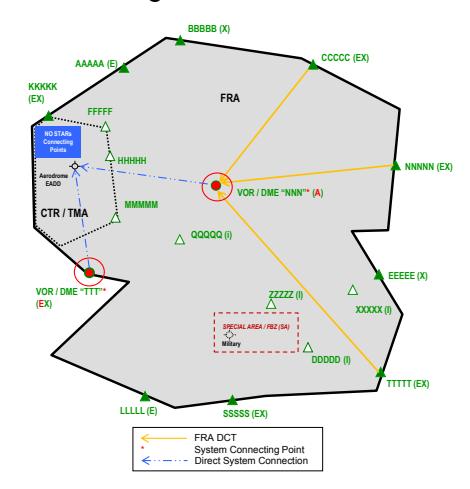 BBBBB (X)
CCCCC (EX)
AAAAA (E)
KKKKK
(EX)
FRA
FFFFF
NO STARs
Connecting
Points
HHHHH
NNNNN (EX)
Aerodrome
EADD
VOR / DME “NNN”* (A)
CTR / TMA
MMMMM
QQQQQ (i)
EEEEE (X)
VOR / DME “TTT”*
(EX)
ZZZZZ (I)
XXXXX (I)
SPECIAL AREA / FBZ (SA)
Military
DDDDD (I)
TTTTT (EX)
LLLLL (E)
SSSSS (EX)
FRA DCT
* System Connecting Point
Direct System Connection